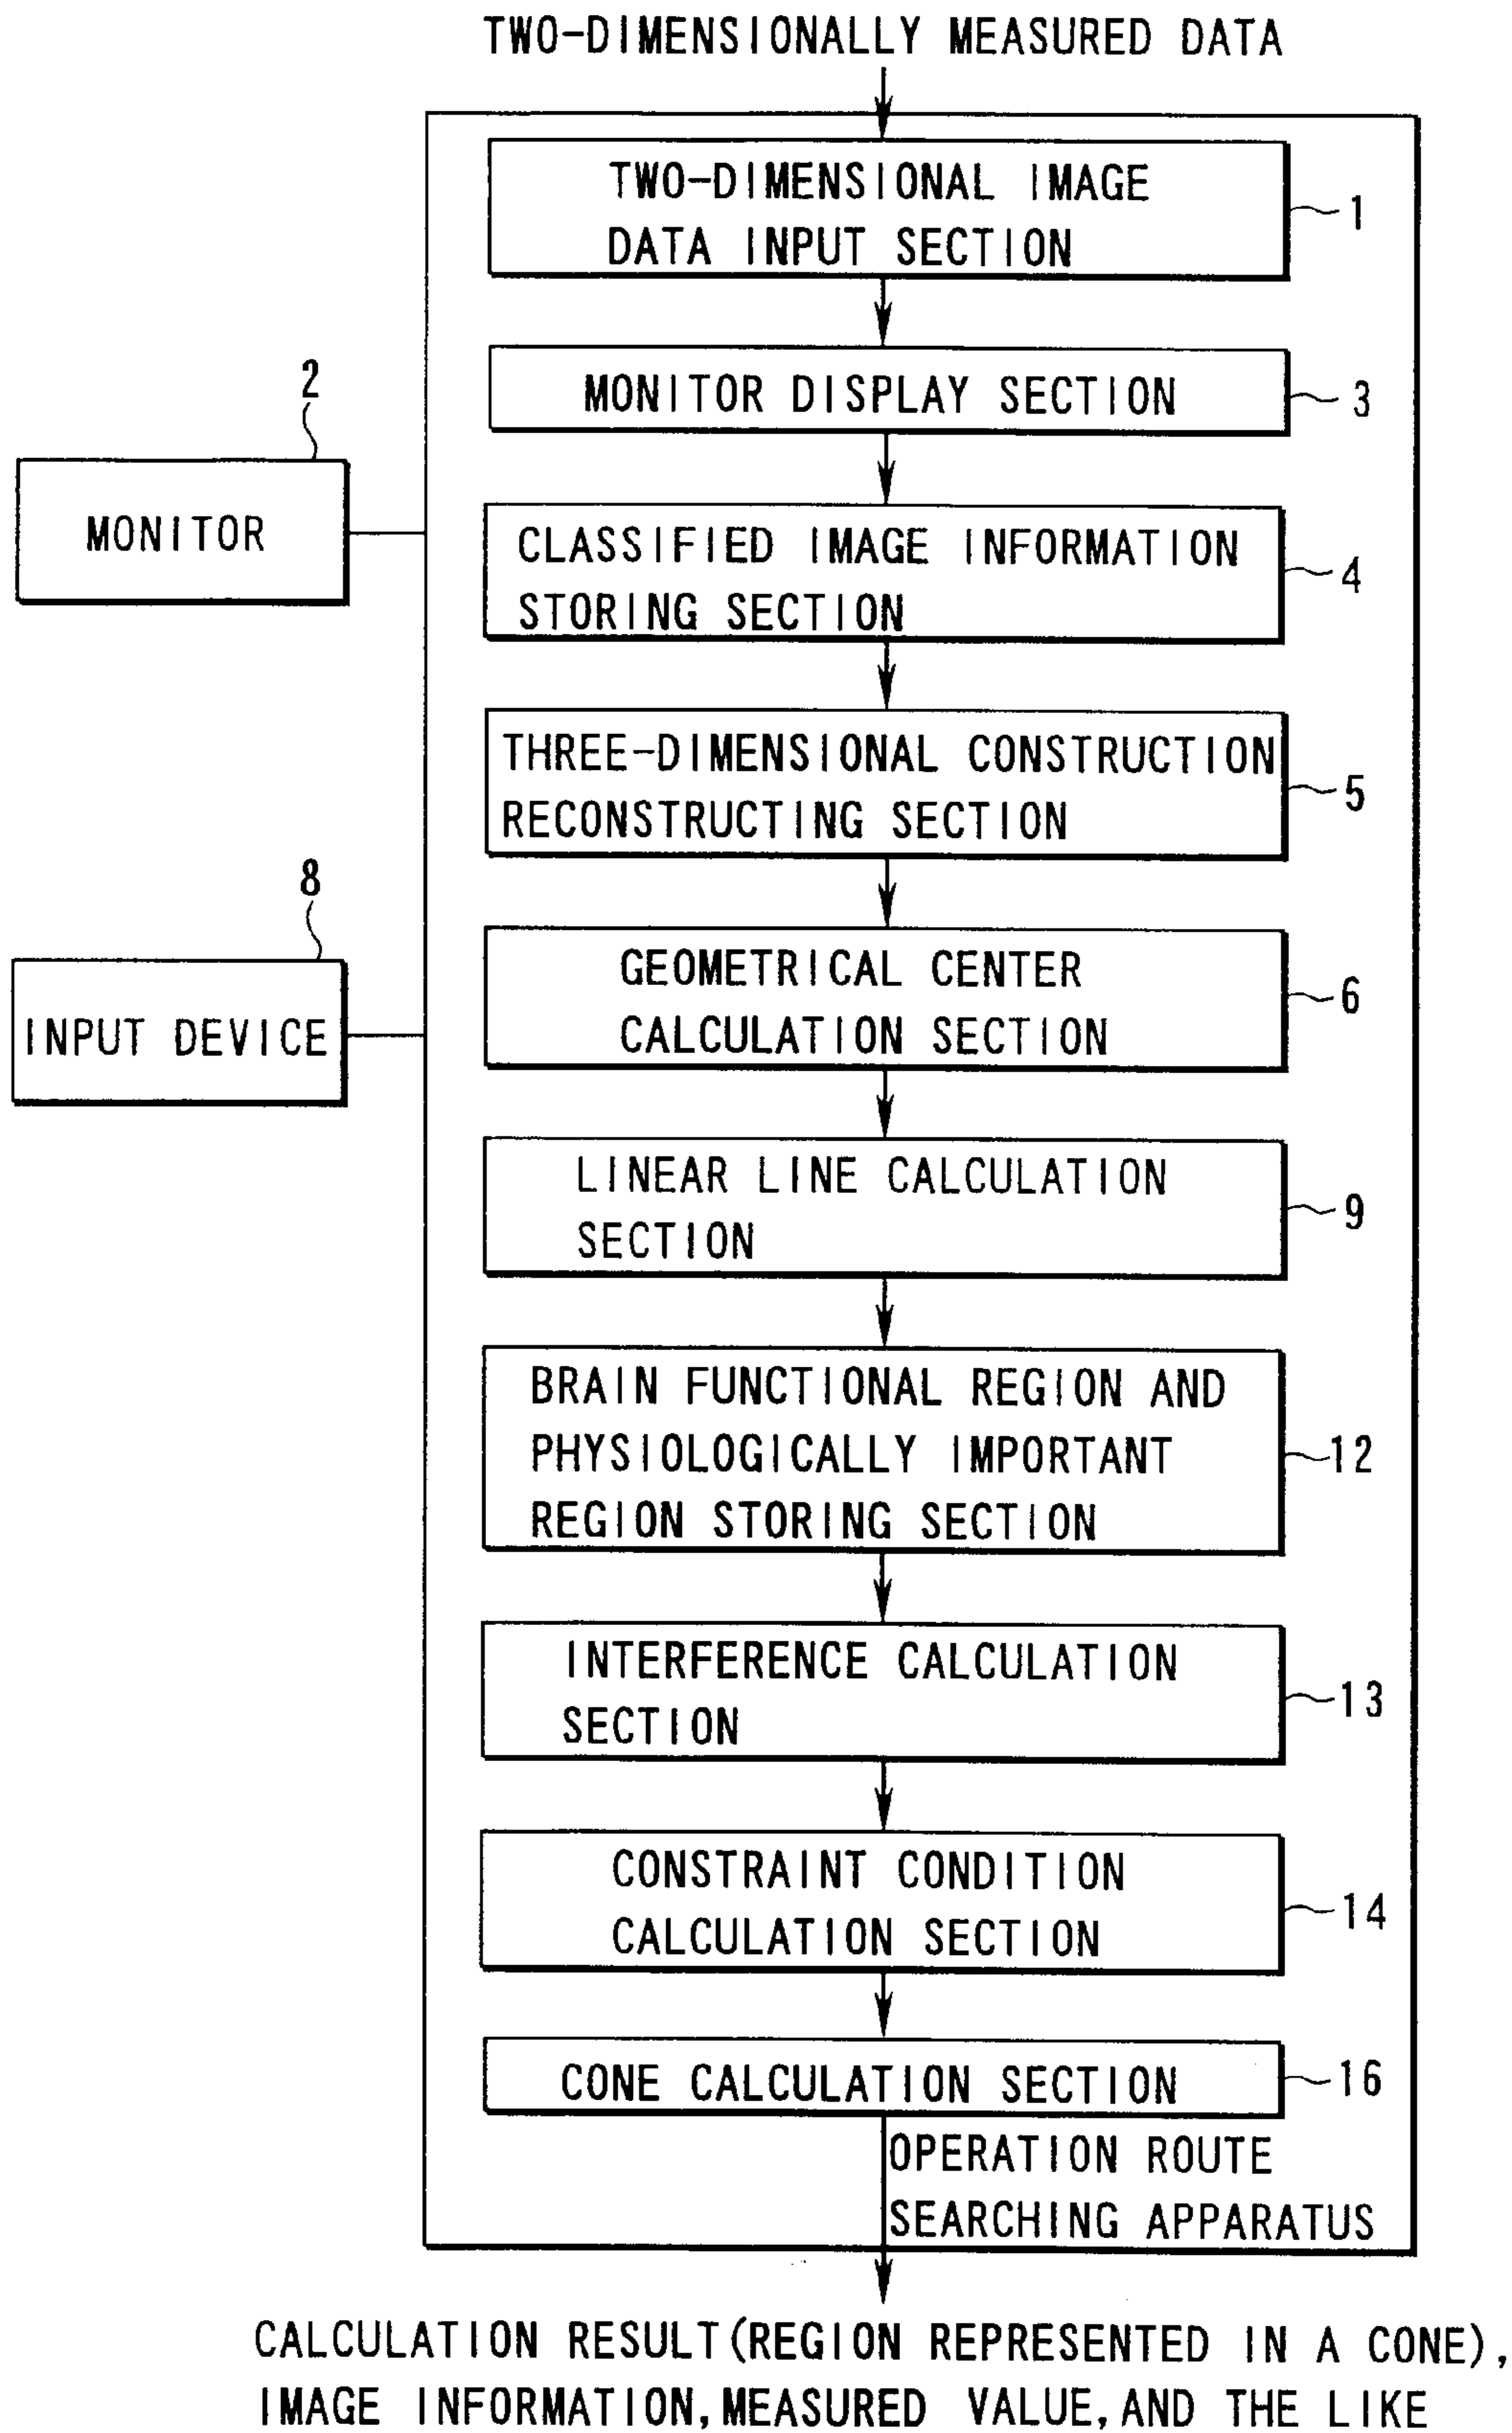 TWO-DIMENSIONALLY MEASURED DATA
TWO-DIMENSIONAL IMAGE
DATA INPUT SECTION
1
MONITOR DISPLAY SECTION
3
2
MONITOR
CLASSIFIED IMAGE INFORMATION
STORING SECTION
4
THREE-DIMENSIONAL CONSTRUCTION
RECONSTRUCTING SECTION
5
8
INPUT DEVICE
GEOMETRICAL CENTER
CALCULATION SECTION
6
LINEAR LINE CALCULATION
SECTION
9
BRAIN FUNCTIONAL REGION AND
PHYSIOLOGICALLY IMPORTANT
REGION STORING SECTION
12
INTERFERENCE CALCULATION
SECTION
13
CONSTRAINT CONDITION
CALCULATION SECTION
14
CONE CALCULATION SECTION
16
OPERATION ROUTE
SEARCHING APPARATUS
CALCULATION RESULT(REGION REPRESENTED IN A CONE),
IMAGE INFORMATION, MEASURED VALUE, AND THE LIKE